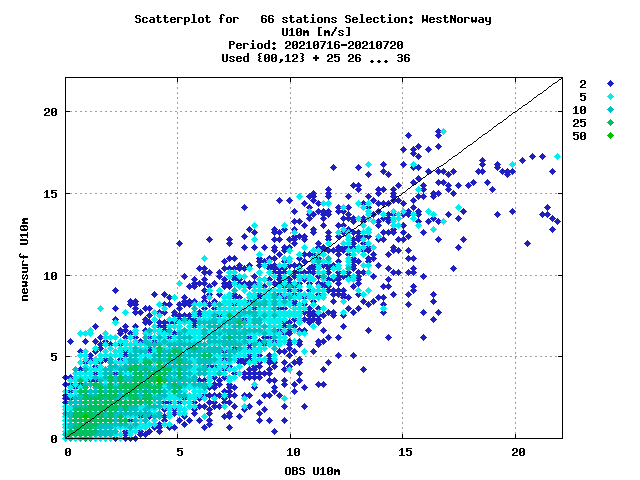 Scatterplot for   66 stations Selection: WestNorway
U10m [m/s]
Period: 20210716-20210720
Used {00,12} + 25 26 ... 36
2
5
10
25
50
20
15
10
5
0
newsurf U10m
0 5 10 15 20
OBS U10m